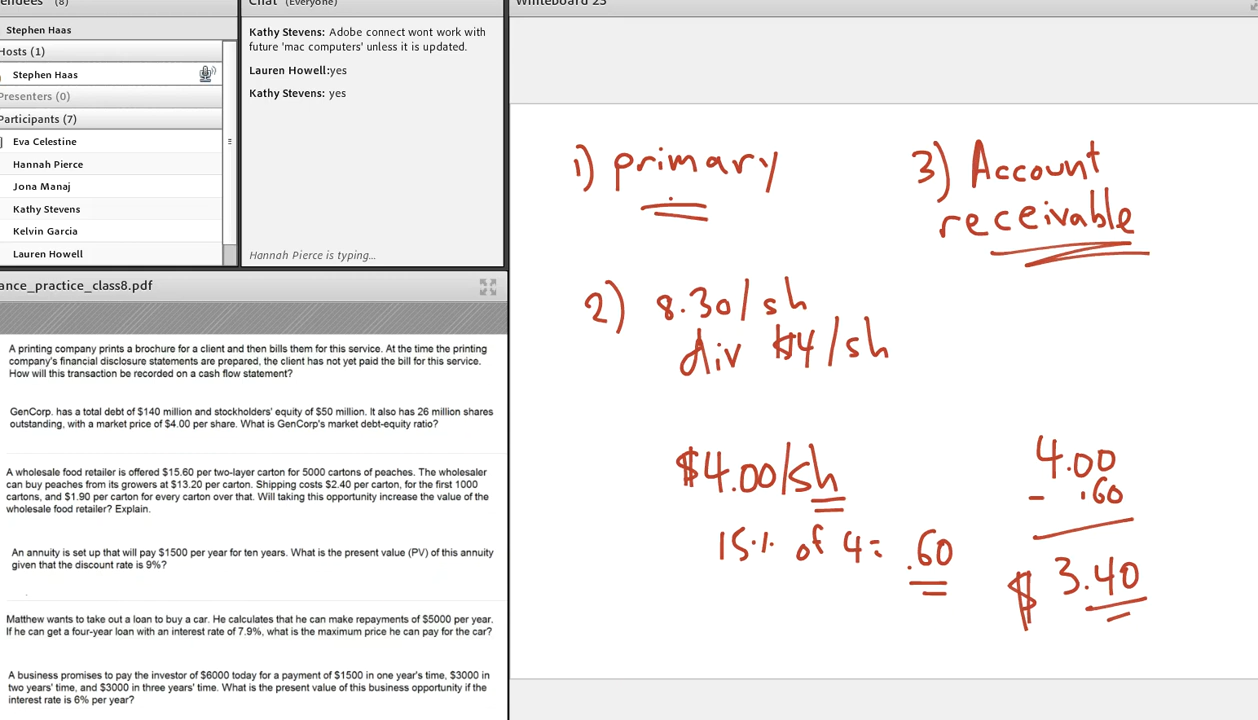 Attendees (8)
Stephen Haas
Hosts (1)
Stephen Haas
Presenters (0)
Participants (7)
Eva Celestine
Hannah Pierce
Jona Manaj
Kathy Stevens
Kelvin Garcia
Lauren Howell
Chat (Everyone)
Kathy Stevens: Adobe connect wont work with
future 'mac computers' unless it is updated.
Lauren Howell:yes
Kathy Stevens: yes
Hannah Pierce is typing...
ance_practice_class8.pdf
A printing company prints a brochure for a client and then bills them for this service. At the time the printing
company's financial disclosure statements are prepared, the client has not yet paid the bill for this service.
How will this transaction be recorded on a cash flow statement?
GenCorp. has a total debt of $140 million and stockholders' equity of $50 million. It also has 26 million shares
outstanding, with a market price of $4.00 per share. What is GenCorp's market debt-equity ratio?
A wholesale food retailer is offered $15.60 per two-layer carton for 5000 cartons of peaches. The wholesaler
can buy peaches from its growers at $13.20 per carton. Shipping costs $2.40 per carton, for the first 1000
cartons, and $1.90 per carton for every carton over that. Will taking this opportunity increase the value of the
wholesale food retailer? Explain.
An annuity is set up that will pay $1500 per year for ten years. What is the present value (PV) of this annuity
given that the discount rate is 9%?
Matthew wants to take out a loan to buy a car. He calculates that he can make repayments of $5000 per year.
If he can get a four-year loan with an interest rate of 7.9%, what is the maximum price he can pay for the car?
A business promises to pay the investor of $6000 today for a payment of $1500 in one year's time, $3000 in
two years' time, and $3000 in three years' time. What is the present value of this business opportunity if the
interest rate is 6% per year?
Whiteboard 23
1) primary
3) Account
receivable
2) 8.30/sh
div $4/sh
$4.00/sh
15% of 4 = .60
4.00
- .60
$ 3.40